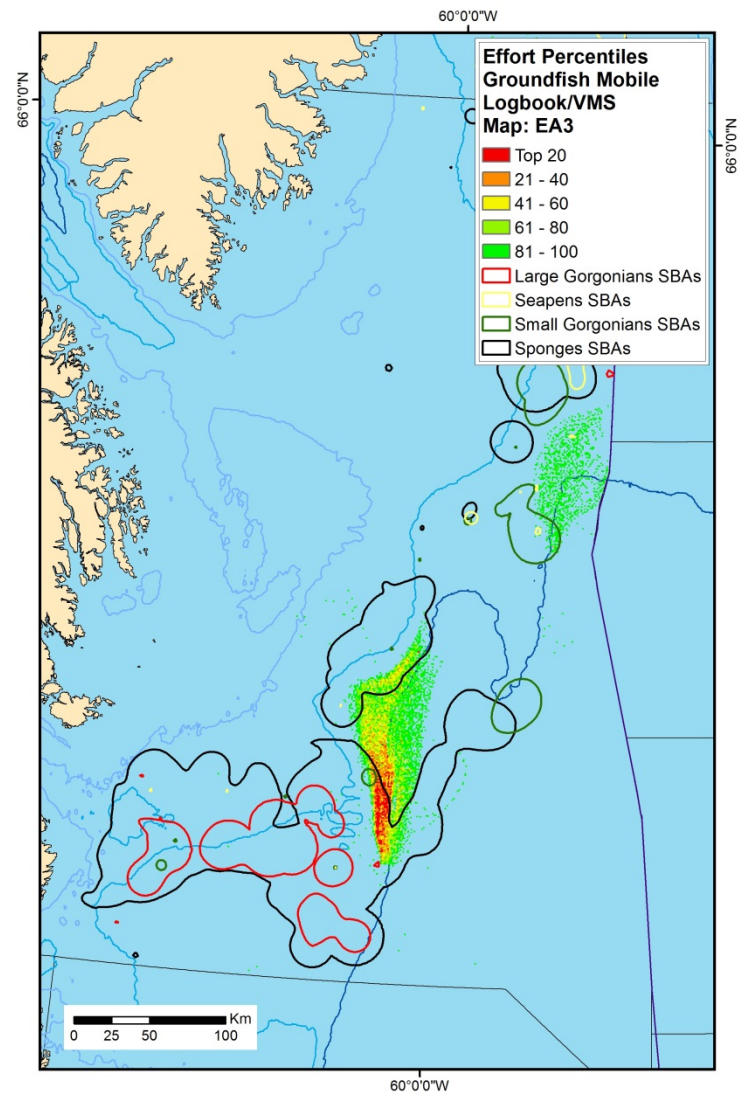 60°0'0"W
66°0'0"N
66°0'0"N
Effort Percentiles
Groundfish Mobile
Logbook/VMS
Map: EA3
Top 20
21 - 40
41 - 60
61 - 80
81 - 100
Large Gorgonians SBAs
Seapens SBAs
Small Gorgonians SBAs
Sponges SBAs
Km
0 25 50 100
60°0'0"W